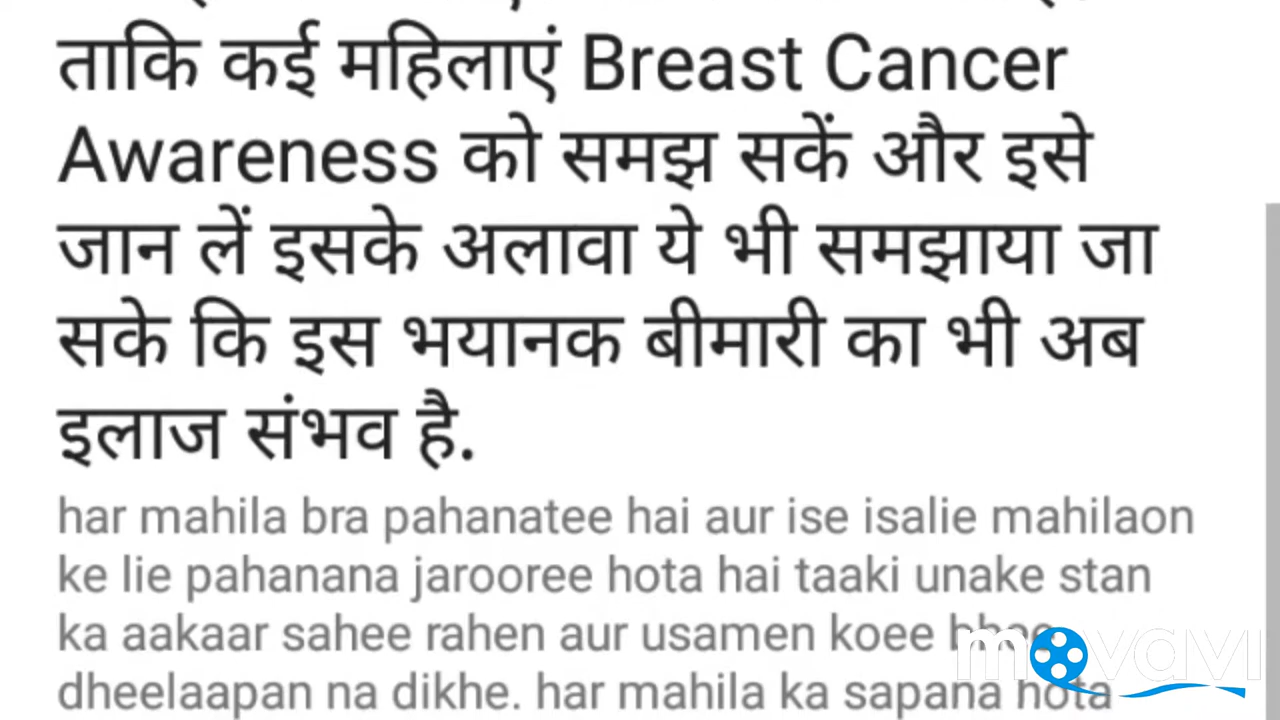 ताकि कई महिलाएं Breast Cancer
Awareness को समझ सकें और इसे
जान लें इसके अलावा ये भी समझाया जा
सके कि इस भयानक बीमारी का भी अब
इलाज संभव है.
har mahila bra pahanatee hai aur ise isalie mahilaon
ke lie pahanana jarooree hota hai taaki unake stan
ka aakaar sahee rahen aur usamen koee
dheelaapan na dikhe. har mahila ka sapana hota
movavi